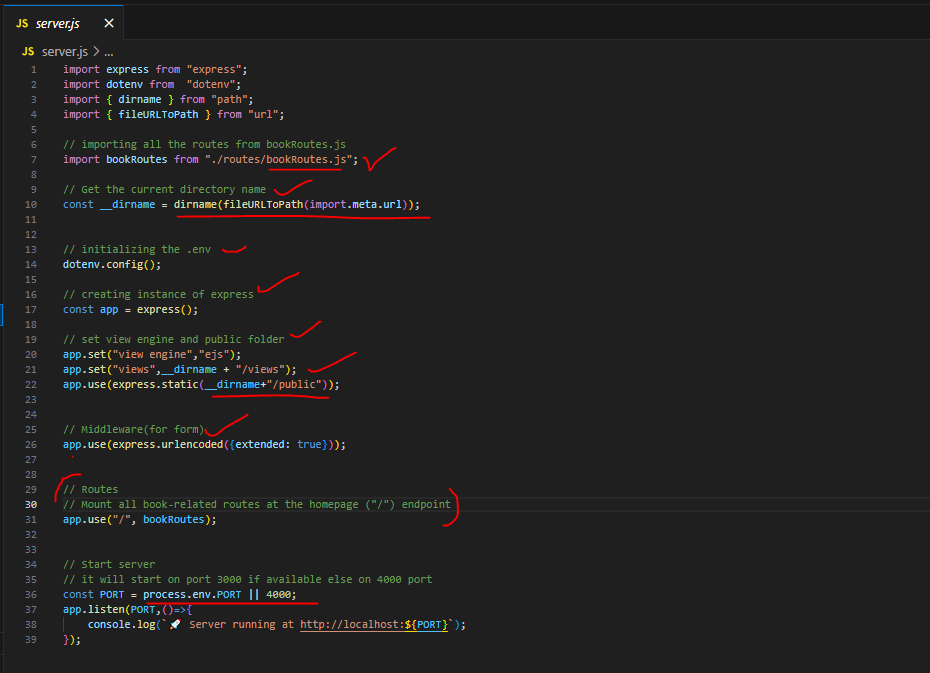 JS server.js ×
JS server.js > ...
1 import express from "express";
2 import dotenv from  "dotenv";
3 import { dirname } from "path";
4 import { fileURLToPath } from "url";
5
6 // importing all the routes from bookRoutes.js
7 import bookRoutes from "./routes/bookRoutes.js";
8
9 // Get the current directory name
10 const __dirname = dirname(fileURLToPath(import.meta.url));
11
12
13 // initializing the .env
14 dotenv.config();
15
16 // creating instance of express
17 const app = express();
18
19 // set view engine and public folder
20 app.set("view engine","ejs");
21 app.set("views",__dirname + "/views");
22 app.use(express.static(__dirname+"/public"));
23
24
25 // Middleware(for form)
26 app.use(express.urlencoded({extended: true}));
27
28
29 // Routes
30 // Mount all book-related routes at the homepage ("/") endpoint
31 app.use("/", bookRoutes);
32
33
34 // Start server
35 // it will start on port 3000 if available else on 4000 port
36 const PORT = process.env.PORT || 4000;
37 app.listen(PORT,()=>{
38     console.log(`🚀 Server running at http://localhost:${PORT}`);
39 });